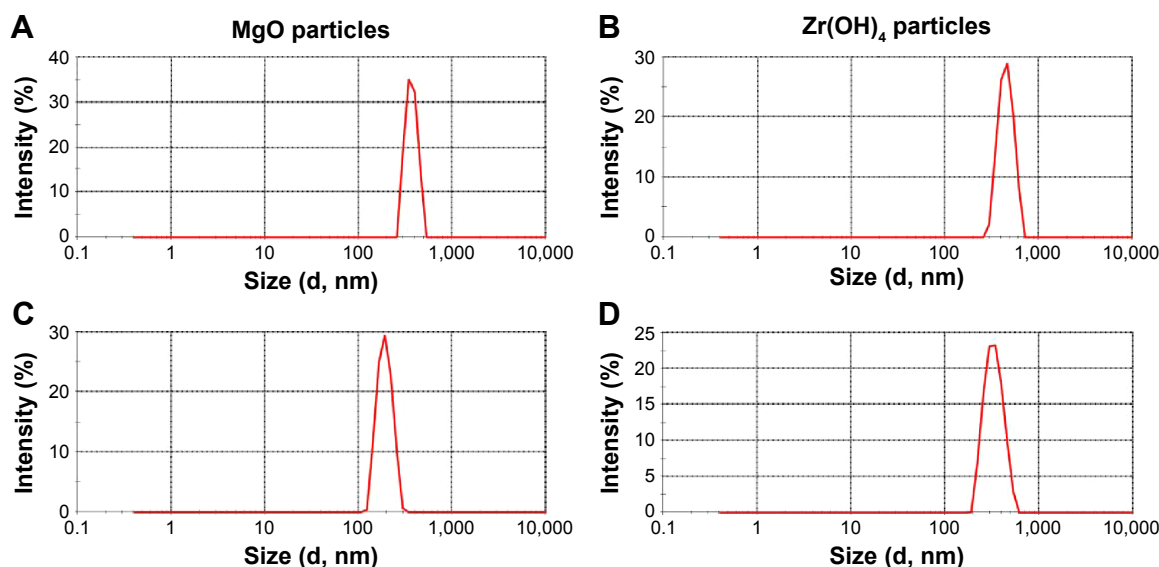 A
MgO particles
Intensity (%)
40
30
20
10
0
0.1 1 10 100 1,000 10,000
Size (d, nm)
B
Zr(OH)₄ particles
Intensity (%)
30
20
10
0
0.1 1 10 100 1,000 10,000
Size (d, nm)
C
Intensity (%)
30
20
10
0
0.1 1 10 100 1,000 10,000
Size (d, nm)
D
Intensity (%)
25
20
15
10
5
0
0.1 1 10 100 1,000 10,000
Size (d, nm)